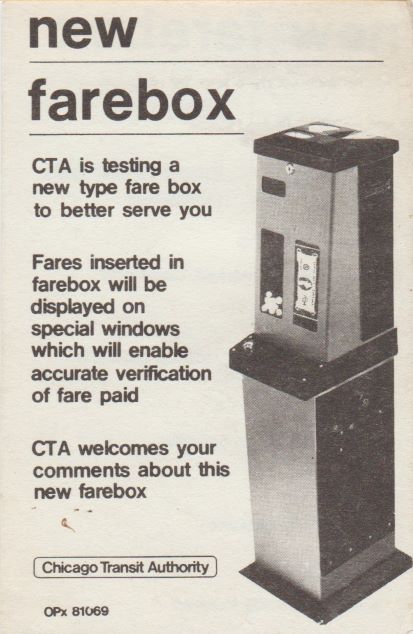 new
farebox
CTA is testing a
new type fare box
to better serve you
Fares inserted in
farebox will be
displayed on
special windows
which will enable
accurate verification
of fare paid
CTA welcomes your
comments about this
new farebox
Chicago Transit Authority
OPx 81069